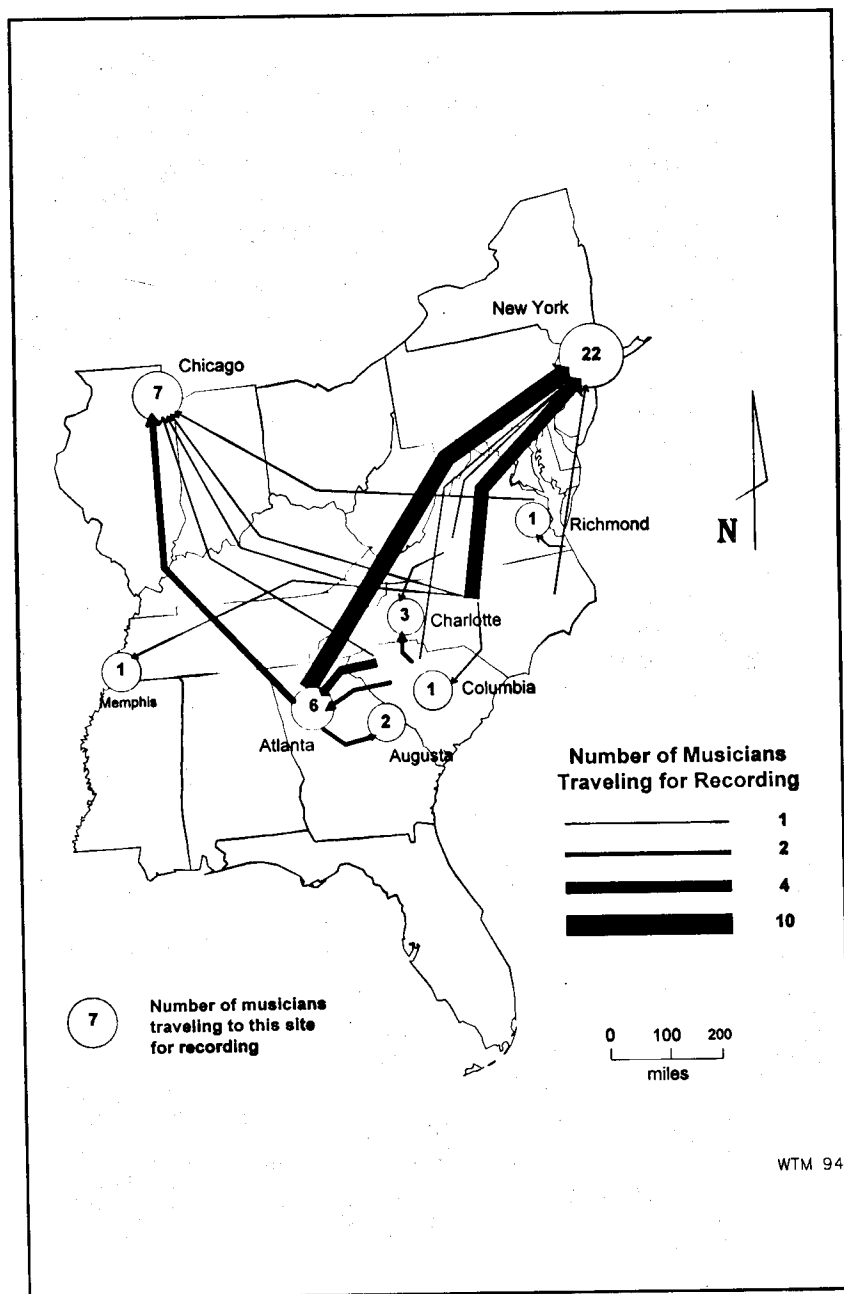 New York
22
Chicago
7
1
Richmond
N
3
Charlotte
1
Memphis
1
Columbia
6
Atlanta
2
Augusta
Number of Musicians
Traveling for Recording
1
2
4
10
7
Number of musicians
traveling to this site
for recording
0 100 200
miles
WTM 94